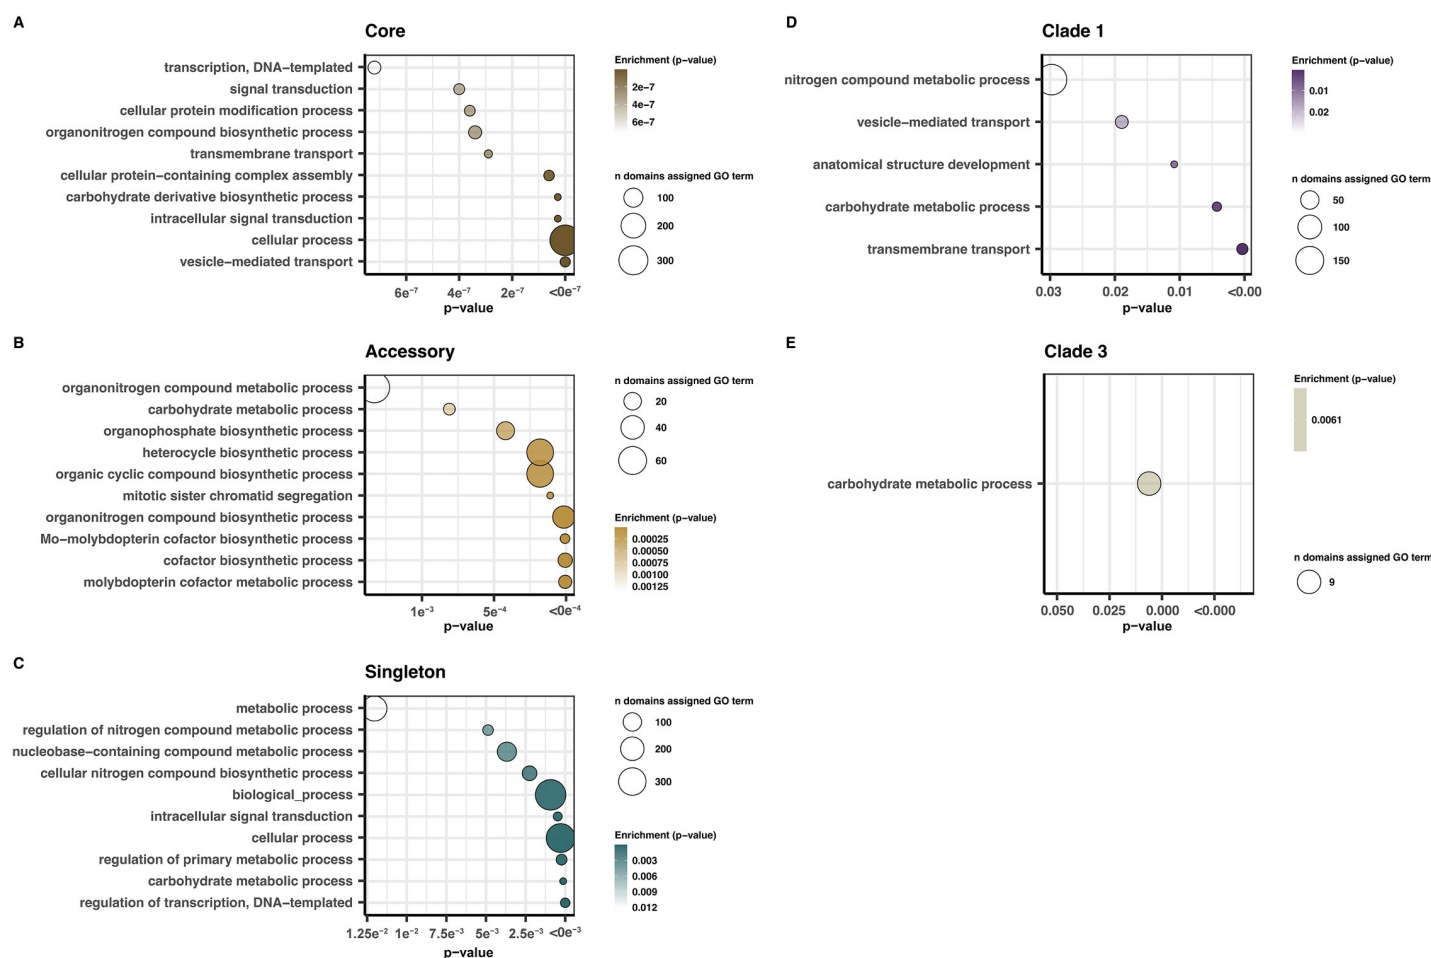 A
Core
transcription, DNA−templated
signal transduction
cellular protein modification process
organonitrogen compound biosynthetic process
transmembrane transport
cellular protein−containing complex assembly
carbohydrate derivative biosynthetic process
intracellular signal transduction
cellular process
vesicle−mediated transport
6e⁻⁷ 4e⁻⁷ 2e⁻⁷ <0e⁻⁷
p−value
Enrichment (p−value)
2e−7
4e−7
6e−7
n domains assigned GO term
100
200
300
D
Clade 1
nitrogen compound metabolic process
vesicle−mediated transport
anatomical structure development
carbohydrate metabolic process
transmembrane transport
0.03 0.02 0.01 <0.00
p−value
Enrichment (p−value)
0.01
0.02
n domains assigned GO term
50
100
150
B
Accessory
organonitrogen compound metabolic process
carbohydrate metabolic process
organophosphate biosynthetic process
heterocycle biosynthetic process
organic cyclic compound biosynthetic process
mitotic sister chromatid segregation
organonitrogen compound biosynthetic process
Mo−molybdopterin cofactor biosynthetic process
cofactor biosynthetic process
molybdopterin cofactor metabolic process
1e⁻³ 5e⁻⁴ <0e⁻⁴
p−value
n domains assigned GO term
20
40
60
Enrichment (p−value)
0.00025
0.00050
0.00075
0.00100
0.00125
E
Clade 3
carbohydrate metabolic process
0.050 0.025 0.000 <0.000
p−value
Enrichment (p−value)
0.0061
n domains assigned GO term
9
C
Singleton
metabolic process
regulation of nitrogen compound metabolic process
nucleobase−containing compound metabolic process
cellular nitrogen compound biosynthetic process
biological_process
intracellular signal transduction
cellular process
regulation of primary metabolic process
carbohydrate metabolic process
regulation of transcription, DNA−templated
1.25e⁻² 1e⁻² 7.5e⁻³ 5e⁻³ 2.5e⁻³ <0e⁻³
p−value
n domains assigned GO term
100
200
300
Enrichment (p−value)
0.003
0.006
0.009
0.012